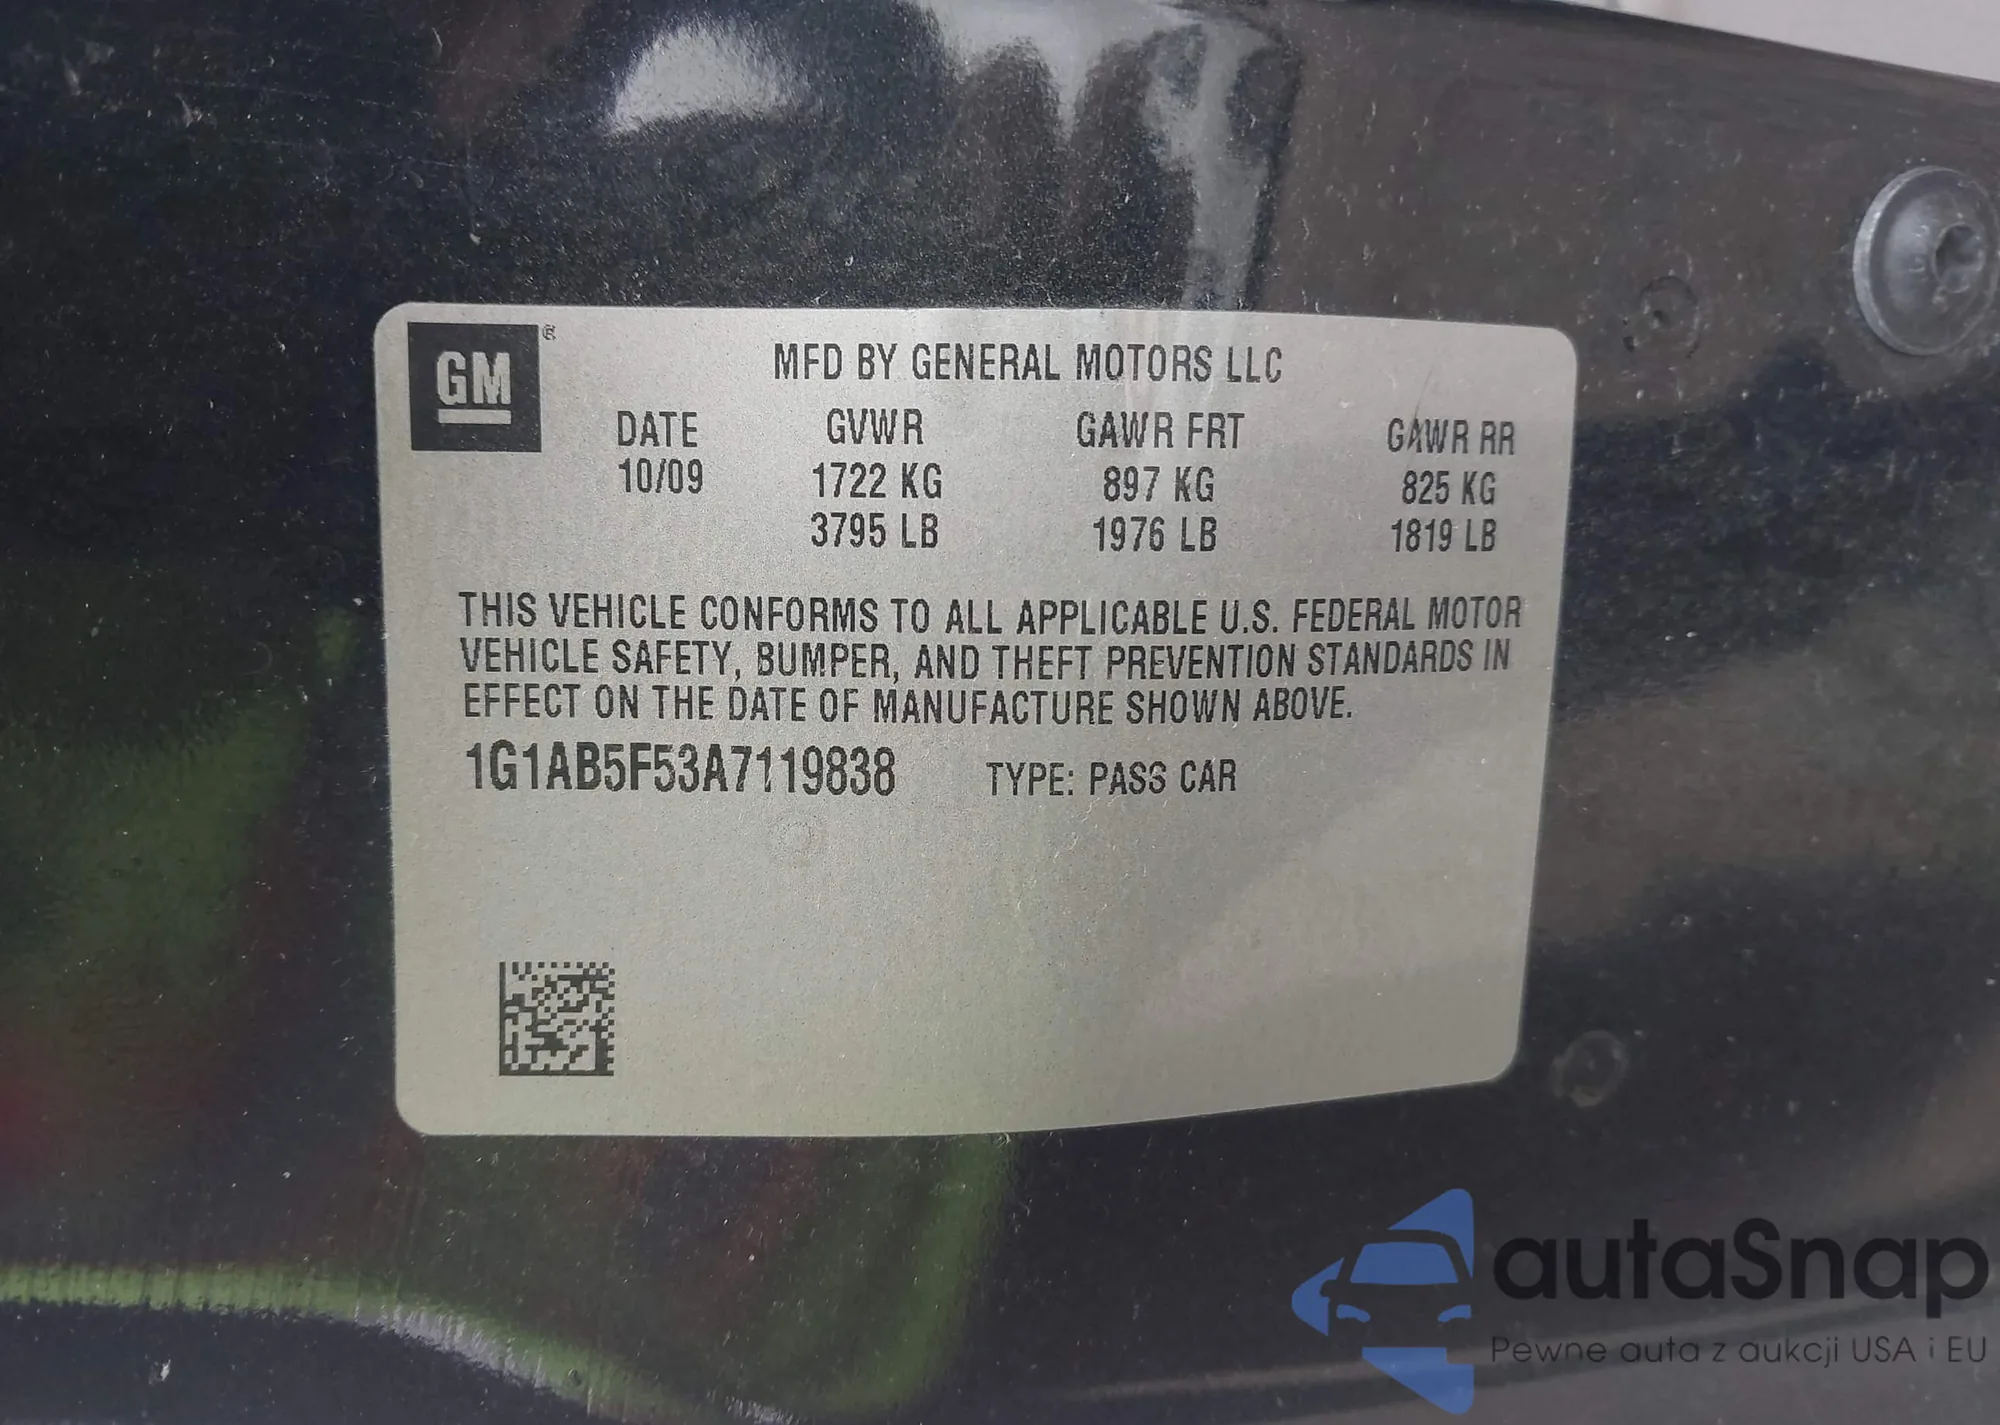 GM ®
MFD BY GENERAL MOTORS LLC
DATE GVWR GAWR FRT GAWR RR
10/09 1722 KG 897 KG 825 KG
3795 LB 1976 LB 1819 LB
THIS VEHICLE CONFORMS TO ALL APPLICABLE U.S. FEDERAL MOTOR
VEHICLE SAFETY, BUMPER, AND THEFT PREVENTION STANDARDS IN
EFFECT ON THE DATE OF MANUFACTURE SHOWN ABOVE.
1G1AB5F53A7119838 TYPE: PASS CAR
autaSnap
Pewne auta z aukcji USA i EU